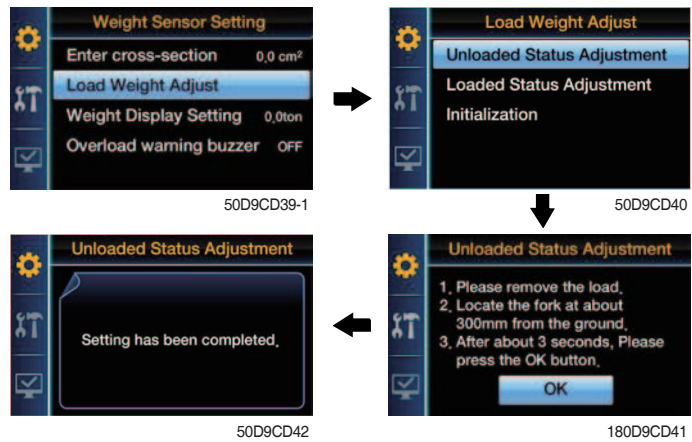 Weight Sensor Setting
Enter cross-section 0,0 cm²
Load Weight Adjust
Weight Display Setting 0,0ton
Overload warning buzzer OFF
50D9CD39-1
Load Weight Adjust
Unloaded Status Adjustment
Loaded Status Adjustment
Initialization
50D9CD40
Unloaded Status Adjustment
Setting has been completed.
50D9CD42
Unloaded Status Adjustment
1. Please remove the load.
2. Locate the fork at about
300mm from the ground.
3. After about 3 seconds, Please
press the OK button.
OK
180D9CD41